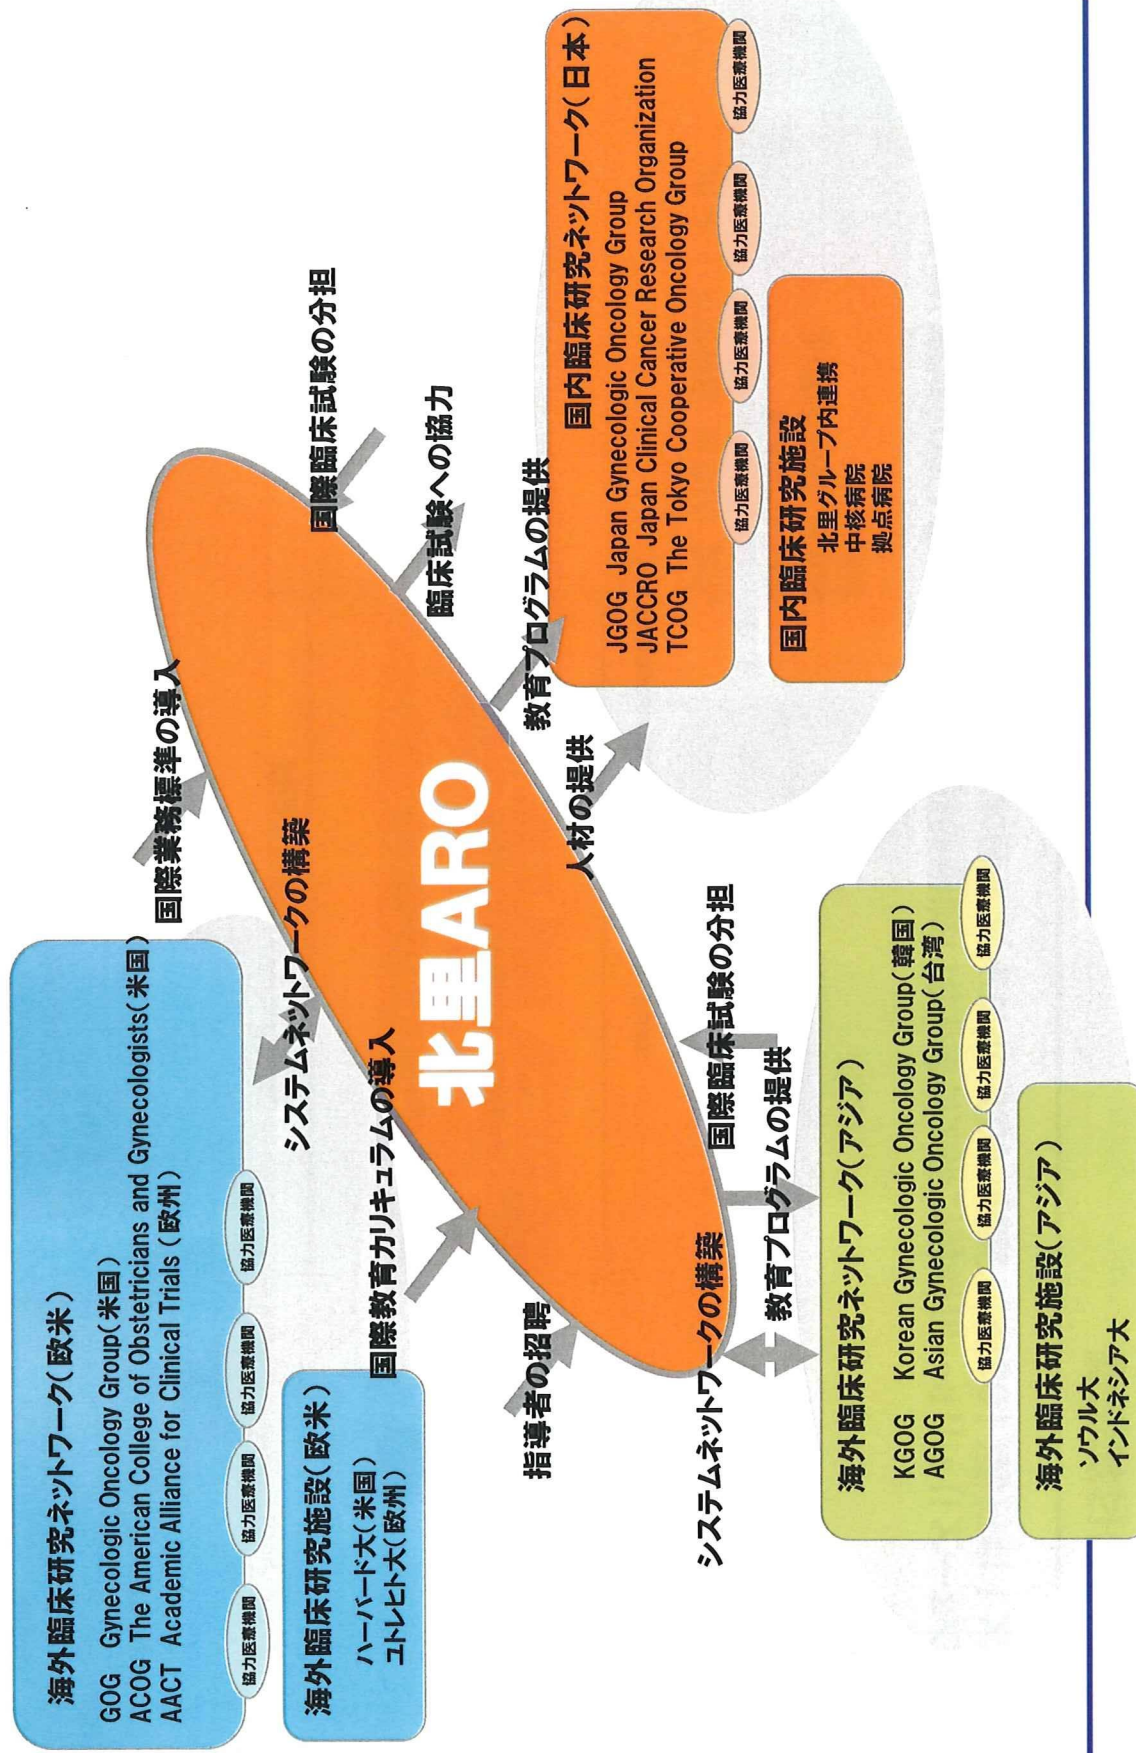 海外臨床研究ネットワーク(欧米)
GOG Gynecologic Oncology Group(米国)
ACOG The American College of Obstetricians and Gynecologists(米国)
AACT Academic Alliance for Clinical Trials (欧州)
協力医療機関
協力医療機関
協力医療機関
協力医療機関
海外臨床研究施設(欧米)
ハーバード大(米国)
ユトレヒト大(欧州)
国際業務標準の導入
システムネットワークの構築
国際教育カリキュラムの導入
指導者の招聘
北里ARO
国際臨床試験の分担
臨床試験への協力
教育プログラムの提供
人材の提供
国際臨床試験の分担
教育プログラムの提供
システムネットワークの構築
国内臨床研究ネットワーク(日本)
JGOG Japan Gynecologic Oncology Group
JACCRO Japan Clinical Cancer Research Organization
TCOG The Tokyo Cooperative Oncology Group
協力医療機関
協力医療機関
協力医療機関
協力医療機関
国内臨床研究施設
北里グループ内連携
中核病院
拠点病院
海外臨床研究ネットワーク(アジア)
KGOG Korean Gynecologic Oncology Group(韓国)
AGOG Asian Gynecologic Oncology Group(台湾)
協力医療機関
協力医療機関
協力医療機関
協力医療機関
海外臨床研究施設(アジア)
ソウル大
インドネシア大